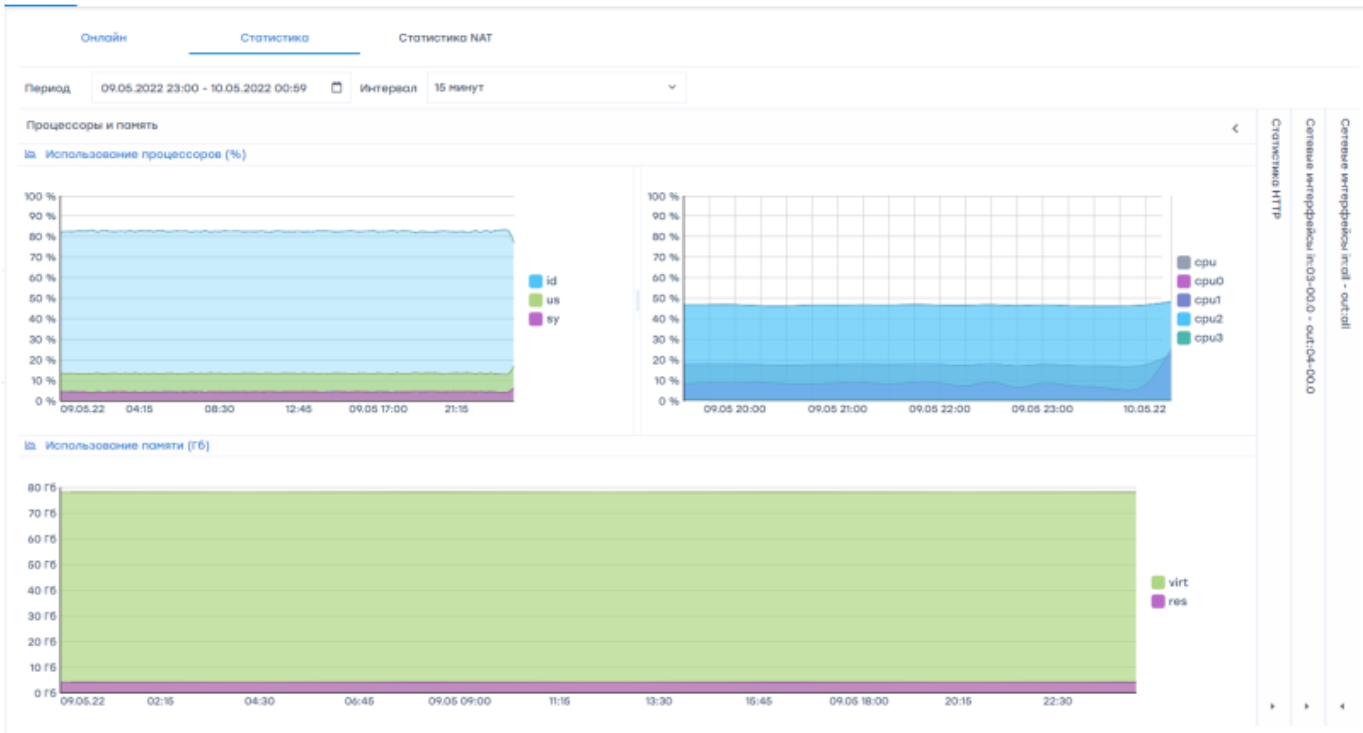 Онлайн Статистика Статистика NAT
Период 09.05.2022 23:00 - 10.05.2022 00:59 Интервал 15 минут
Процессоры и память
Использование процессоров (%)
100 %
90 %
80 %
70 %
60 %
50 %
40 %
30 %
20 %
10 %
0 %
09.05.22 04:15 08:30 12:45 09.05 17:00 21:15
id
us
sy
100 %
90 %
80 %
70 %
60 %
50 %
40 %
30 %
20 %
10 %
0 %
09.05 20:00 09.05 21:00 09.05 22:00 09.05 23:00 10.05.22
cpu
cpu0
cpu1
cpu2
cpu3
Использование памяти (Гб)
80 Гб
70 Гб
60 Гб
50 Гб
40 Гб
30 Гб
20 Гб
10 Гб
0 Гб
09.05.22 02:15 04:30 06:45 09.05 09:00 11:15 13:30 15:45 09.05 18:00 20:15 22:30
virt
res
Статистика HTTP
Сетевые интерфейсы in:03-00.0 - out:04-00.0
Сетевые интерфейсы in:all - out:all